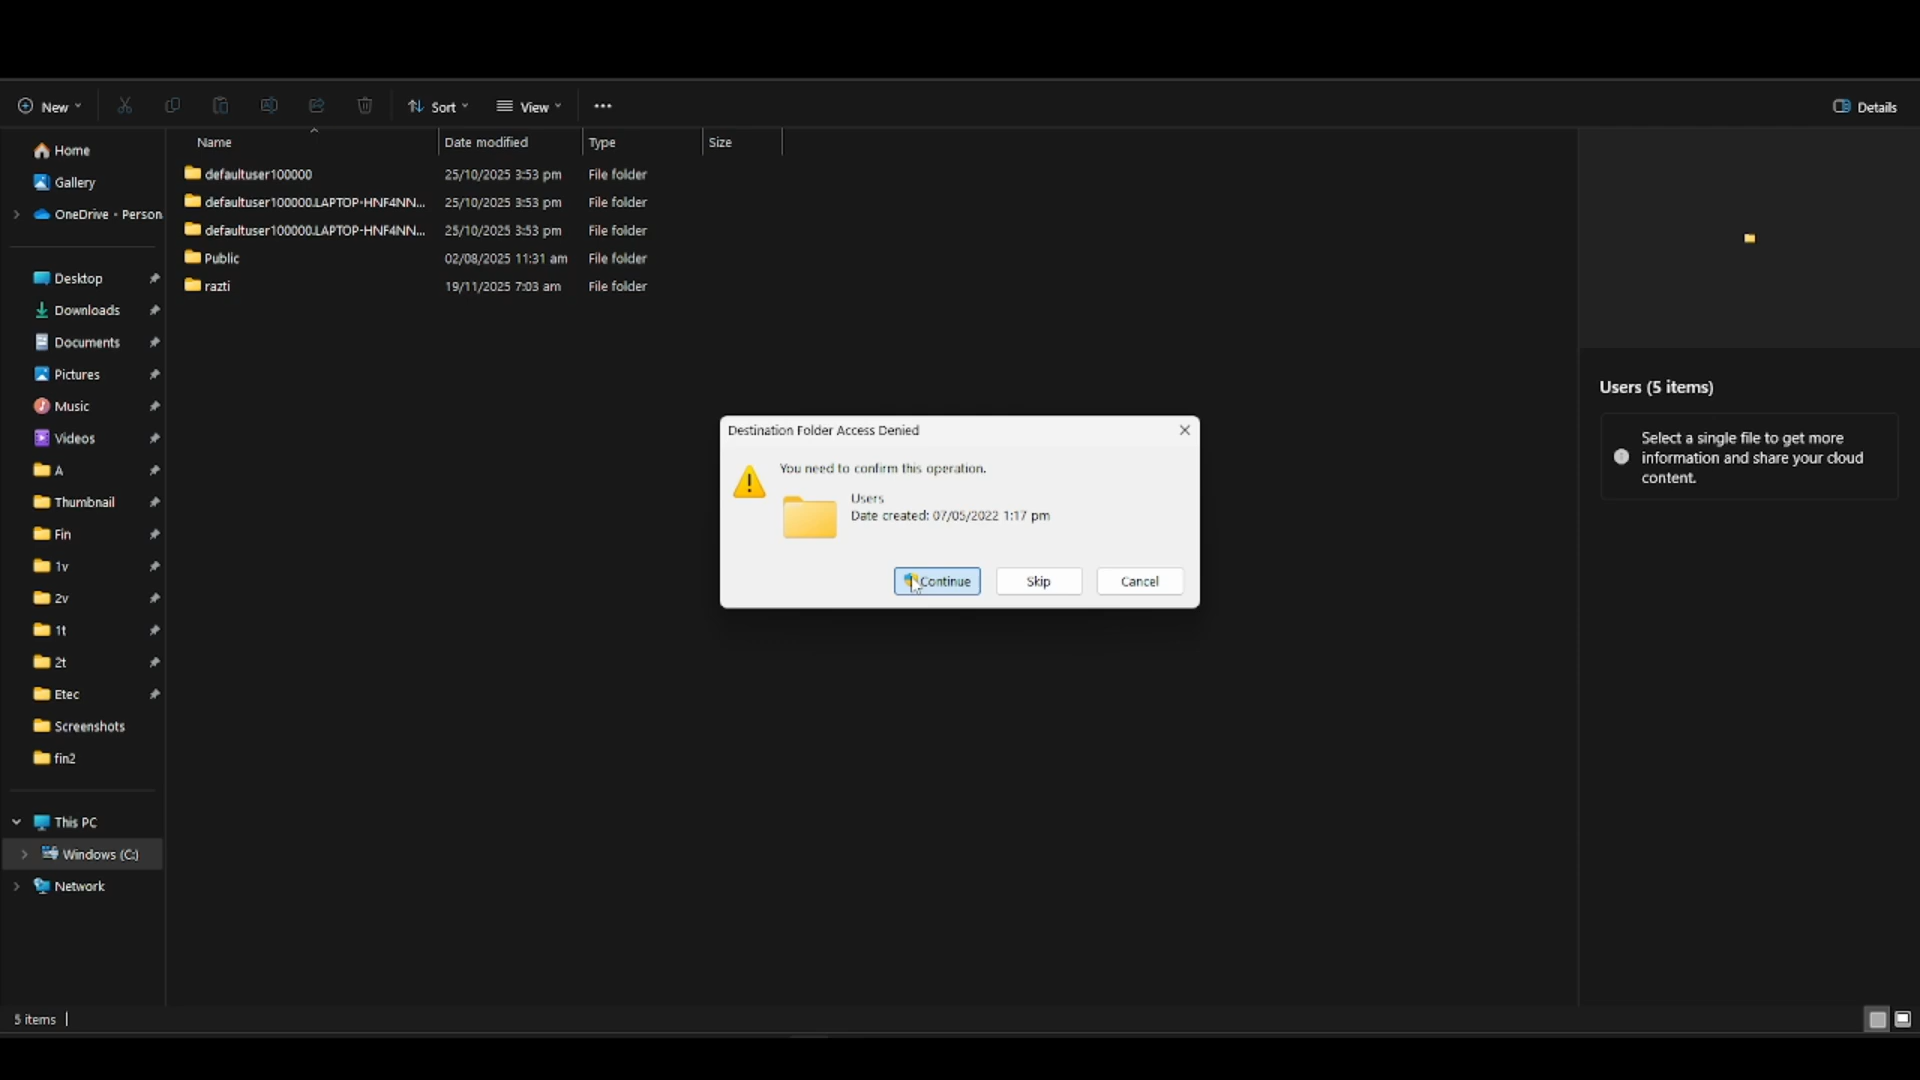 New
Sort
View
Details
Home
Gallery
OneDrive - Person
Desktop
Downloads
Documents
Pictures
Music
Videos
A
Thumbnail
Fin
1v
2v
1t
2t
Etec
Screenshots
fin2
This PC
Windows (C:)
Network
Name Date modified Type Size
defaultuser100000 25/10/2025 3:53 pm File folder
defaultuser100000.LAPTOP-HNF4NN... 25/10/2025 3:53 pm File folder
defaultuser100000.LAPTOP-HNF4NN... 25/10/2025 3:53 pm File folder
Public 02/08/2025 11:31 am File folder
razti 19/11/2025 7:03 am File folder
Destination Folder Access Denied
You need to confirm this operation.
Users
Date created: 07/05/2022 1:17 pm
Continue Skip Cancel
Users (5 items)
Select a single file to get more
information and share your cloud
content.
5 items